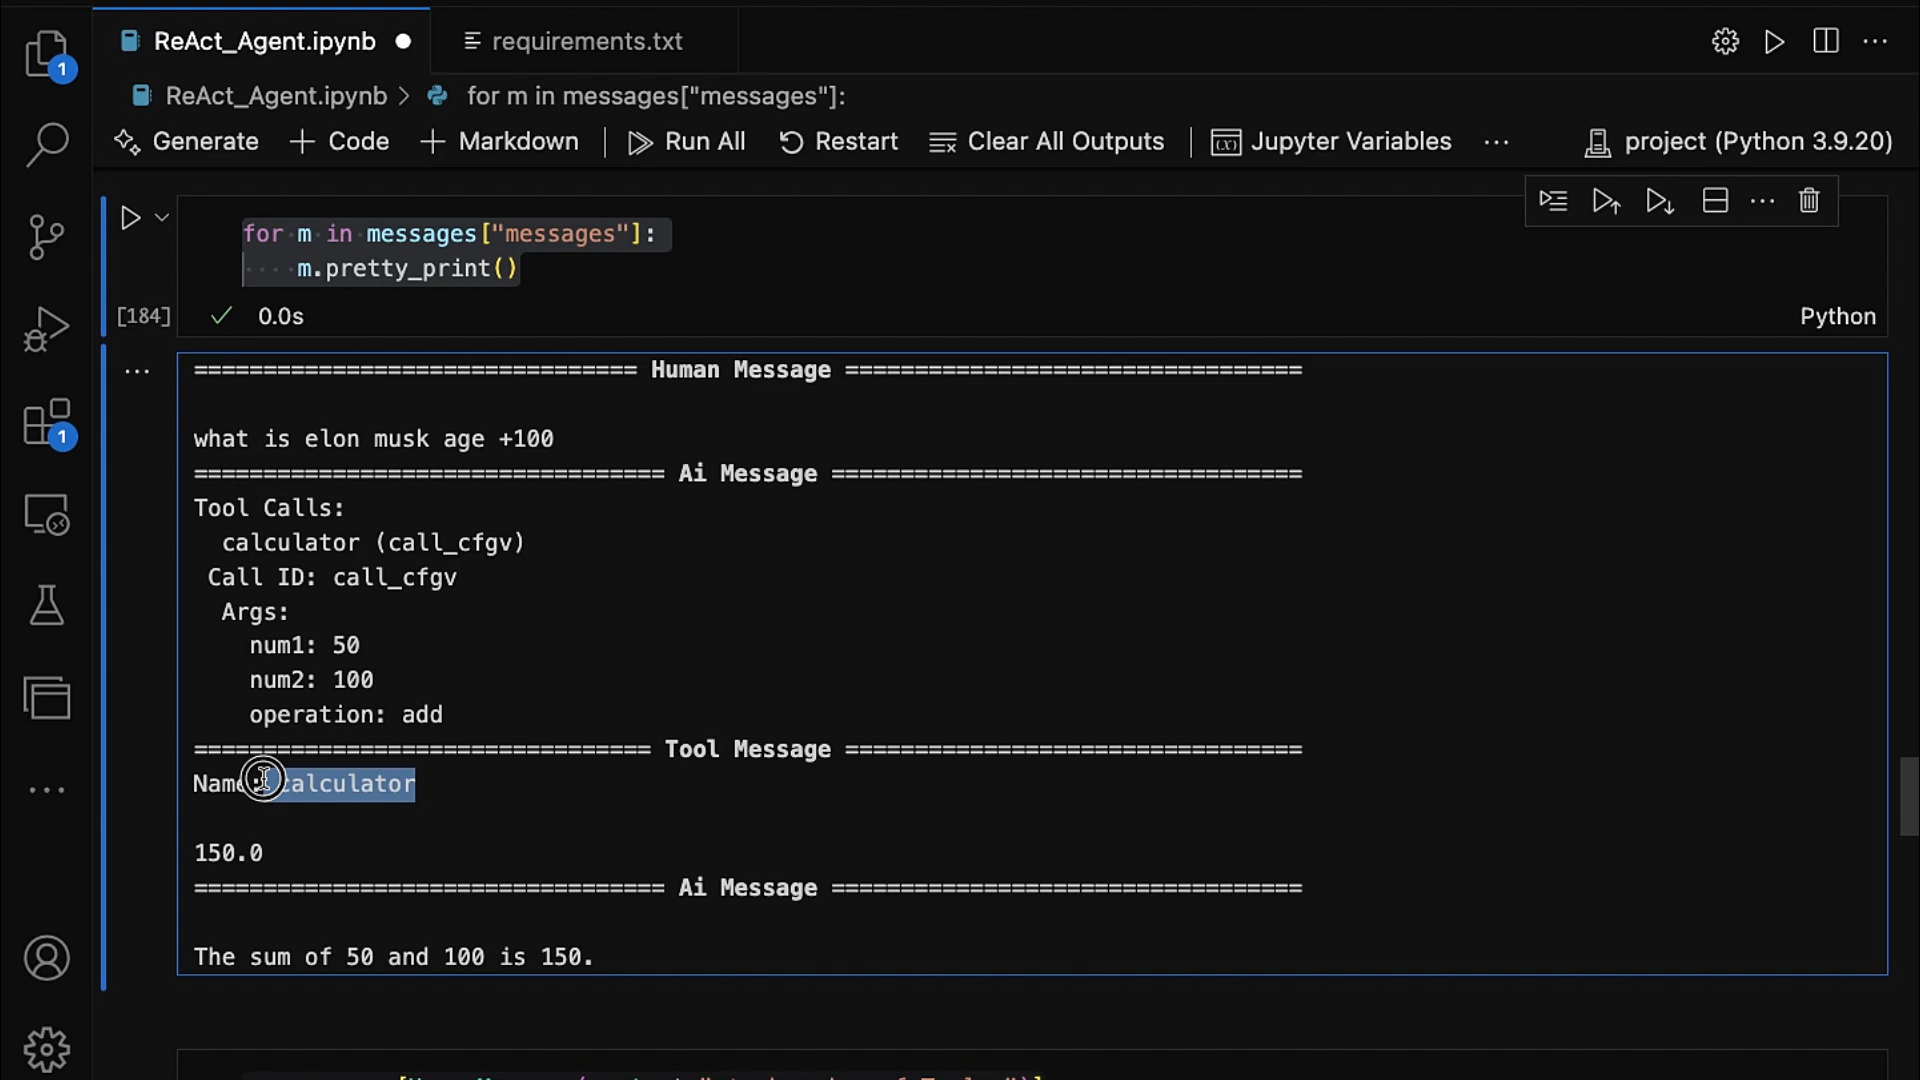 ReAct_Agent.ipynb
requirements.txt
1
ReAct_Agent.ipynb > for m in messages["messages"]:
Generate + Code + Markdown Run All Restart Clear All Outputs (x) Jupyter Variables ... project (Python 3.9.20)
for m in messages["messages"]:
m.pretty_print()
[184] 0.0s Python
================================ Human Message =================================
what is elon musk age +100
================================== Ai Message ==================================
Tool Calls:
calculator (call_cfgv)
Call ID: call_cfgv
Args:
num1: 50
1
num2: 100
operation: add
================================= Tool Message =================================
Name: calculator
150.0
================================== Ai Message ==================================
The sum of 50 and 100 is 150.